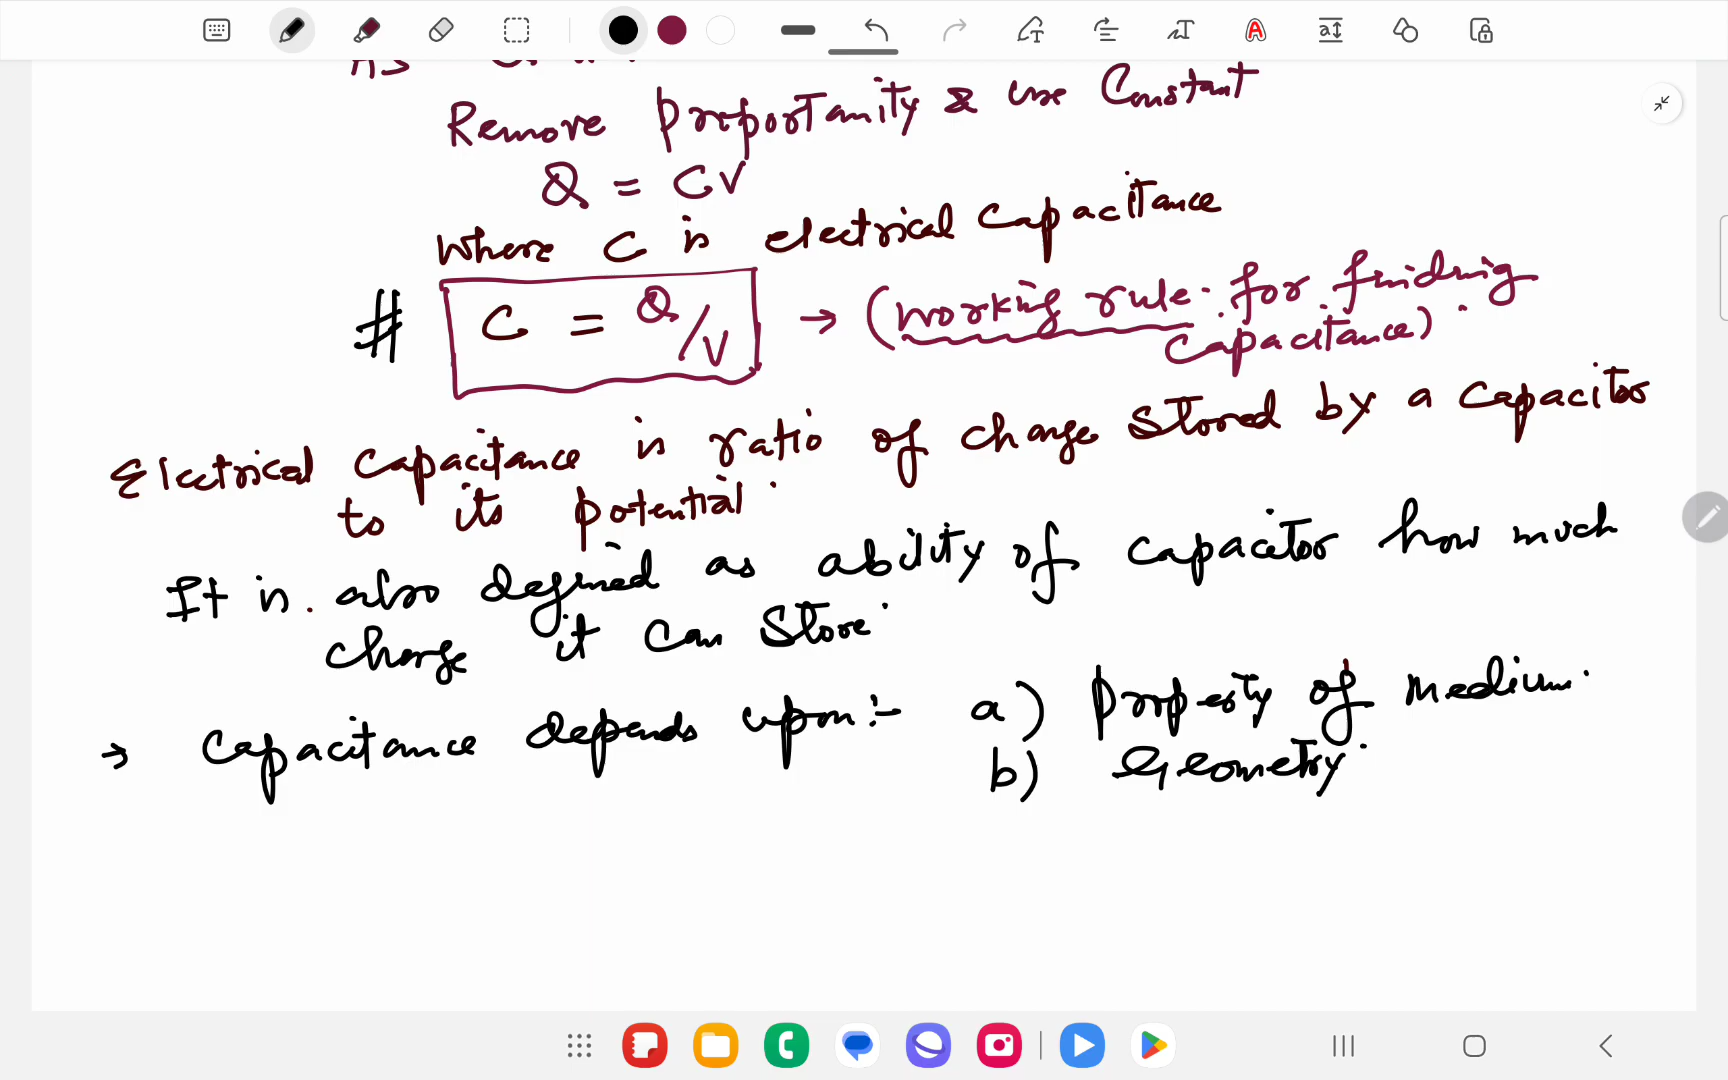 As
Remove Proportanity & use Constant
Q = CV
Where C is electrical capacitance
# C = Q/V → (working rule for finding
capacitance).
Electrical capacitance is ratio of charge stored by a capacitor
to its potential.
It is also defined as ability of capacitor how much
charge it can store.
→ Capacitance depends upon:- a) Property of medium.
b) Geometry.